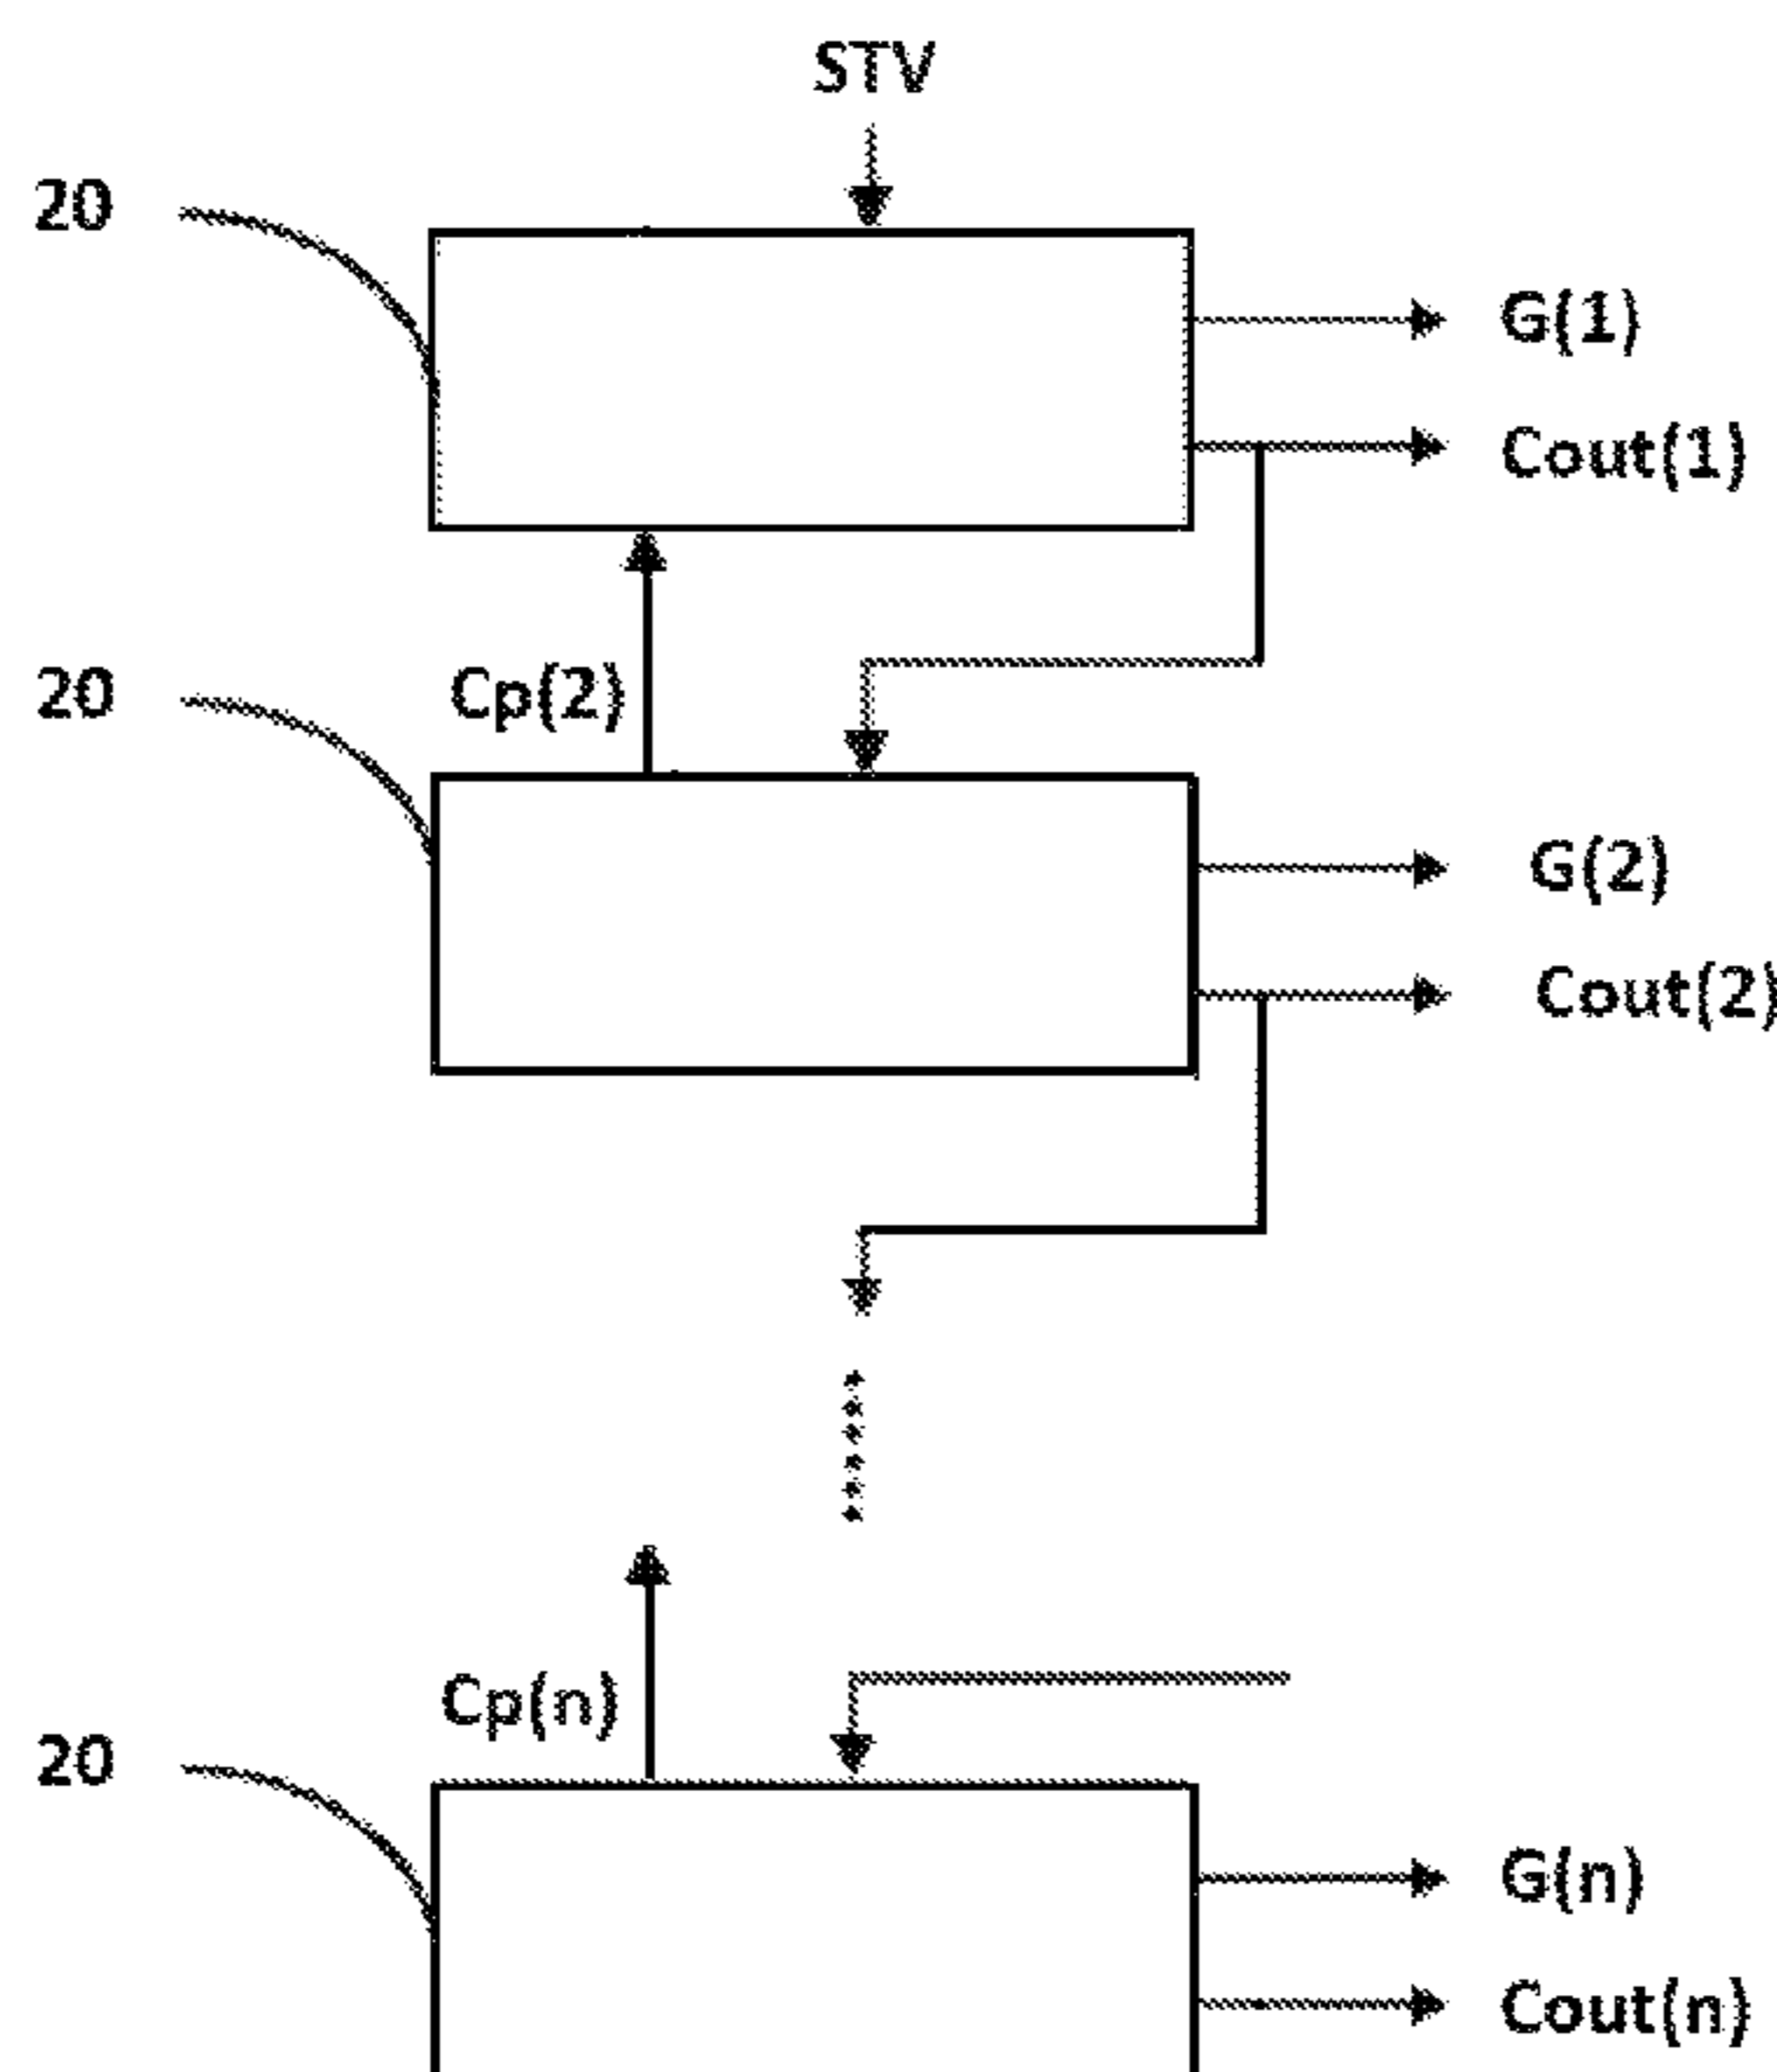 STV
20
G(1)
Cout(1)
20
Cp(2)
G(2)
Cout(2)
Cp(n)
20
G(n)
Cout(n)